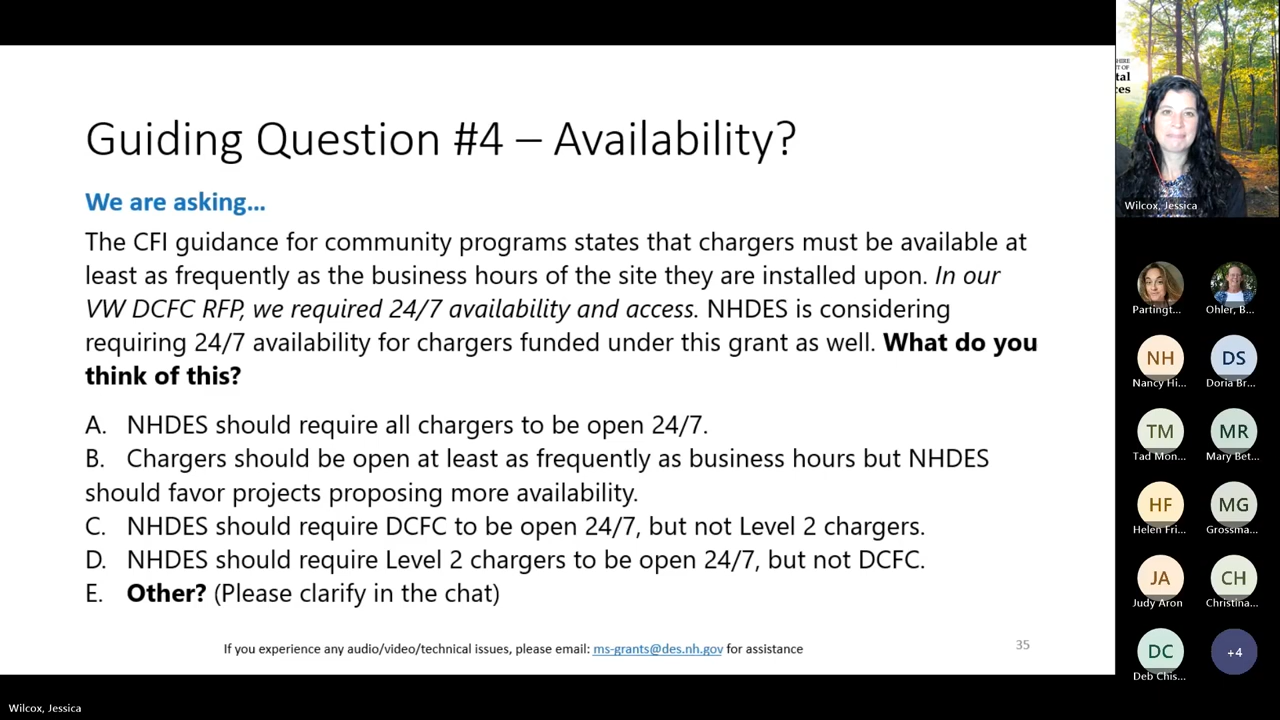 Guiding Question #4 – Availability?
We are asking...
The CFI guidance for community programs states that chargers must be available at
least as frequently as the business hours of the site they are installed upon. In our
VW DCFC RFP, we required 24/7 availability and access. NHDES is considering
requiring 24/7 availability for chargers funded under this grant as well. What do you
think of this?
A. NHDES should require all chargers to be open 24/7.
B. Chargers should be open at least as frequently as business hours but NHDES
should favor projects proposing more availability.
C. NHDES should require DCFC to be open 24/7, but not Level 2 chargers.
D. NHDES should require Level 2 chargers to be open 24/7, but not DCFC.
E. Other? (Please clarify in the chat)
If you experience any audio/video/technical issues, please email: ms-grants@des.nh.gov for assistance
35
HIRE
T OF
tal
ces
Wilcox, Jessica
Partingt...
Ohler, B...
NH
DS
Nancy Hi...
Doria Br...
TM
MR
Tad Mon...
Mary Bet...
HF
MG
Helen Fri...
Grossma...
JA
CH
Judy Aron
Christina...
DC
+4
Deb Chis...
Wilcox, Jessica